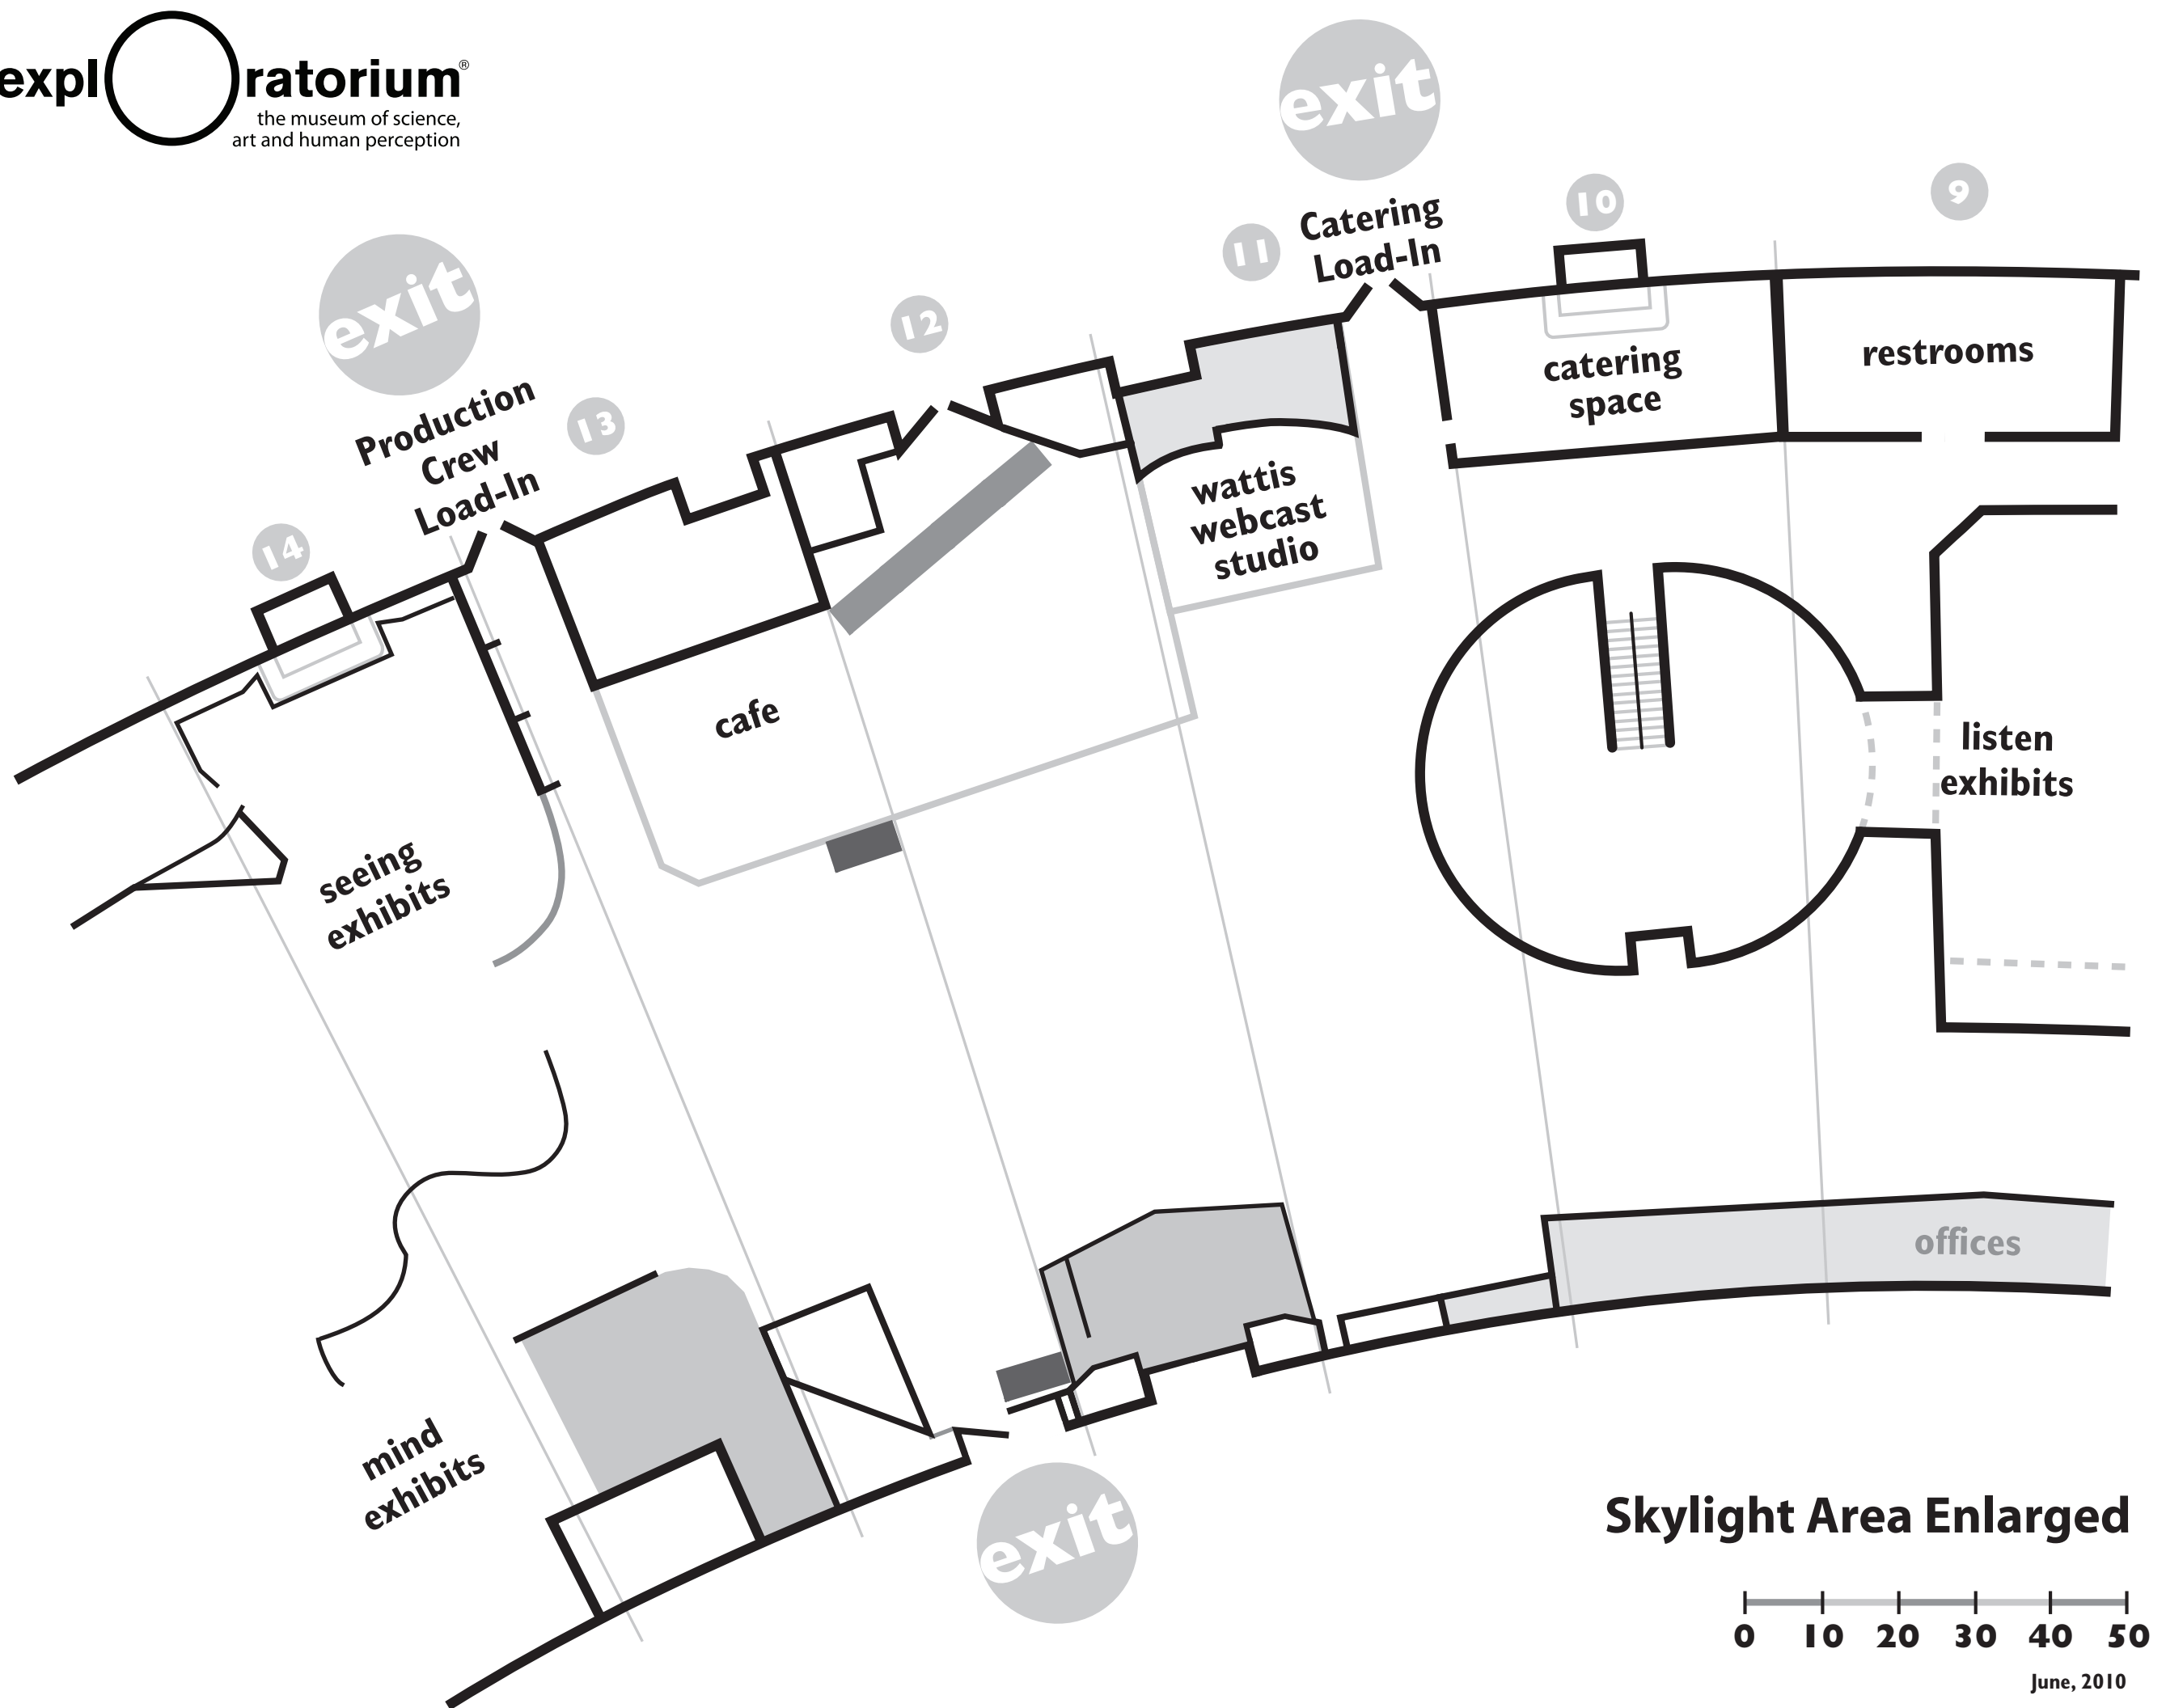 explOratorium®
the museum of science,
art and human perception
exit
Catering
Load-In
10
9
11
exit
12
Production
Crew
Load-In
13
14
catering
space
restrooms
wattis
webcast
studio
cafe
listen
exhibits
seeing
exhibits
offices
mind
exhibits
exit
Skylight Area Enlarged
0 10 20 30 40 50
June, 2010